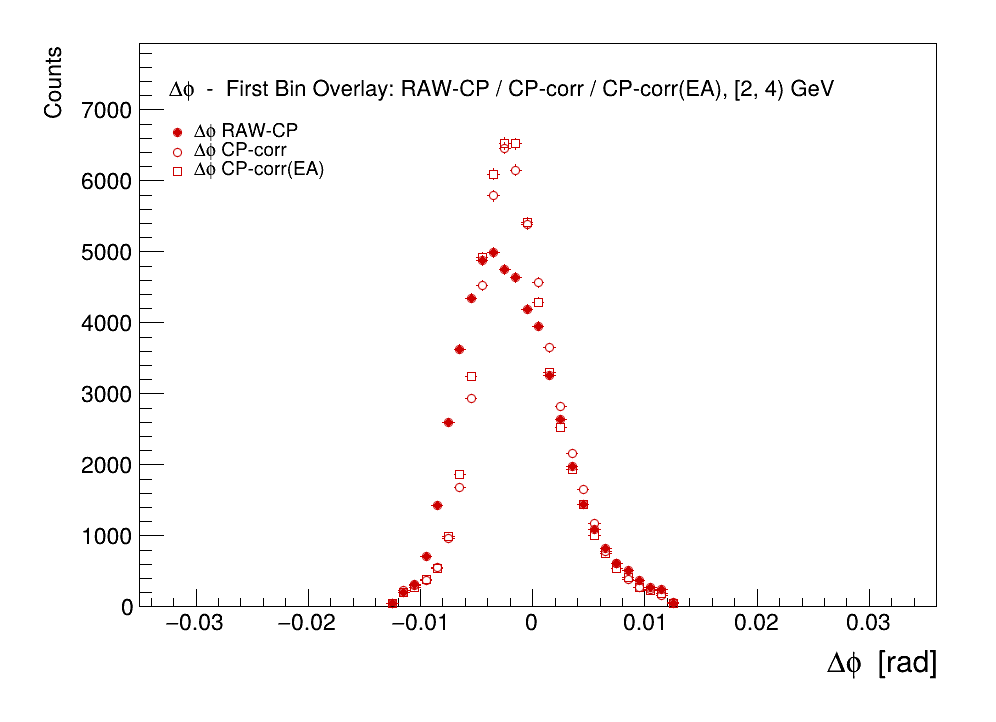 Counts
Δϕ - First Bin Overlay: RAW-CP / CP-corr / CP-corr(EA), [2, 4) GeV
Δϕ RAW-CP
Δϕ CP-corr
Δϕ CP-corr(EA)
7000
6000
5000
4000
3000
2000
1000
0
−0.03 −0.02 −0.01 0 0.01 0.02 0.03
Δϕ [rad]